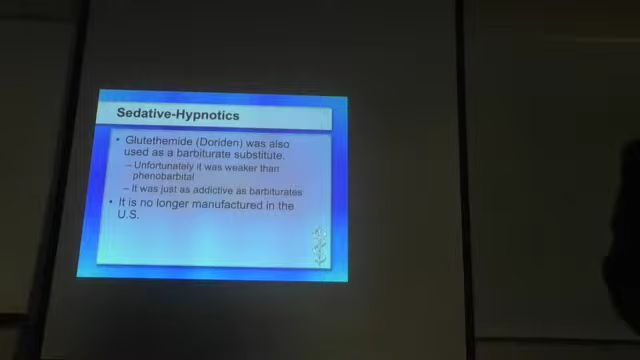 Sedative-Hypnotics
• Glutethemide (Doriden) was also
used as a barbiturate substitute.
– Unfortunately it was weaker than
phenobarbital
– It was just as addictive as barbiturates
• It is no longer manufactured in the
U.S.